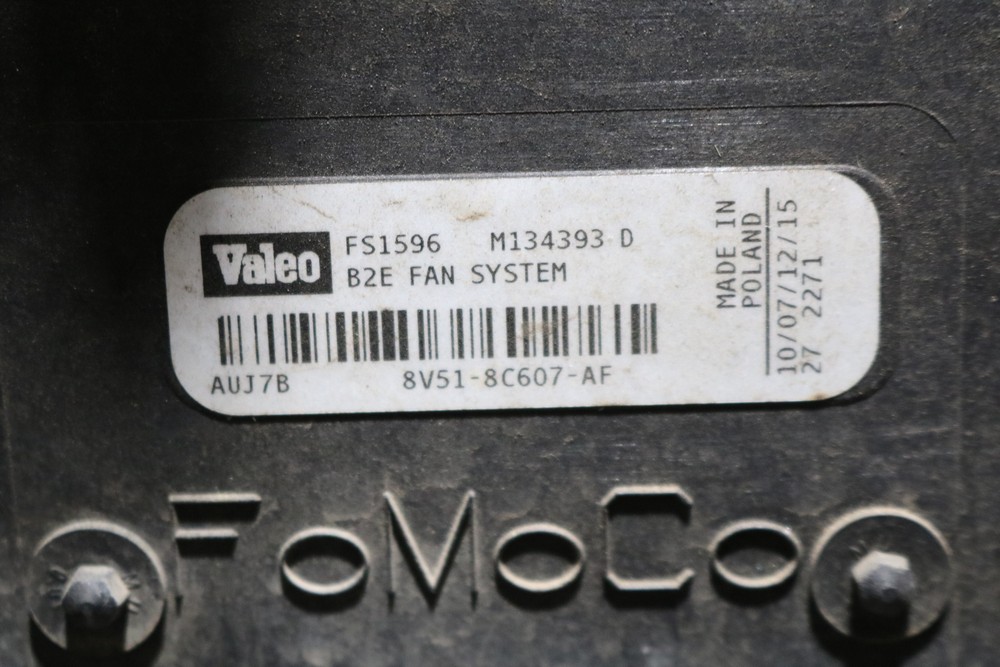 Valeo
FS1596 M134393 D
B2E FAN SYSTEM
AUJ7B 8V51-8C607-AF
MADE IN
POLAND
10/07/12/15
27 2271
FoMoCo